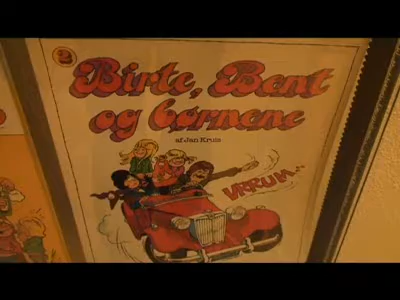 2
Birte, Bent
og børnene
af Jan Kruse
VRRUM...